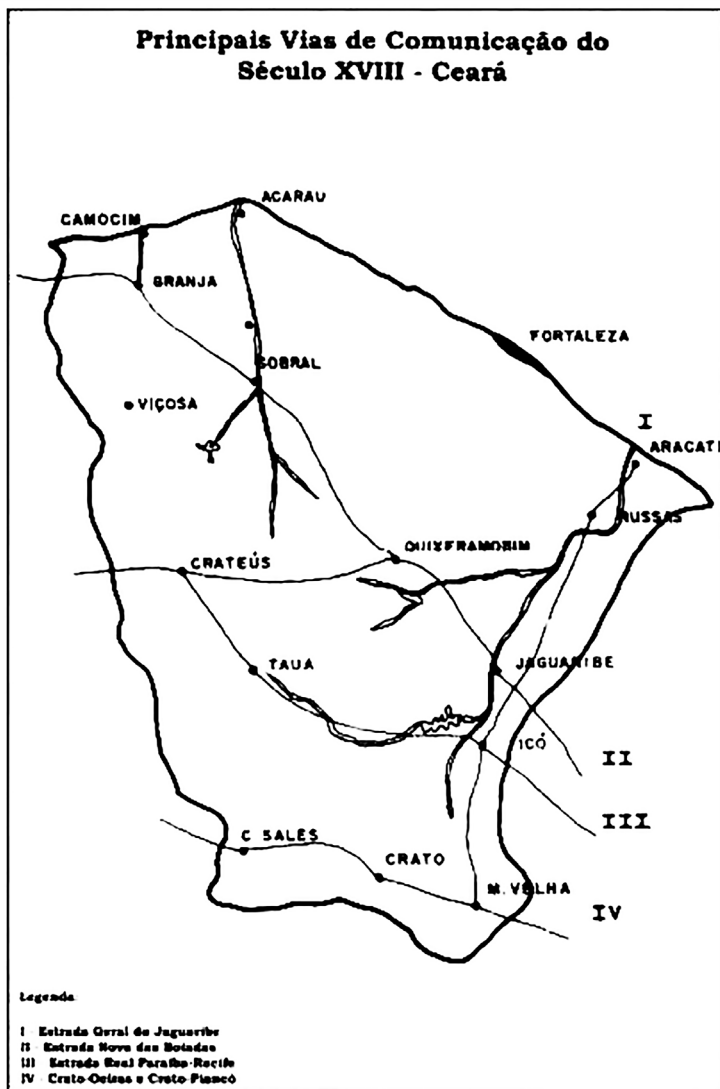 Principais Vias de Comunicação do
Século XVIII - Ceará
ACARAU
CAMOCIM
GRANJA
FORTALEZA
SOBRAL
VIÇOSA
I
ARACATI
RUSSAS
QUIXERAMOBIM
CRATEÚS
TAUA
JAGUARIBE
ICÓ
II
III
C. SALES
CRATO
M. VELHA
IV
Legenda
I - Estrada Geral do Jaguaribe
II - Estrada Nova das Boiadas
III - Estrada Real Paraíba-Recife
IV - Crato-Oeiras e Crato-Piancó